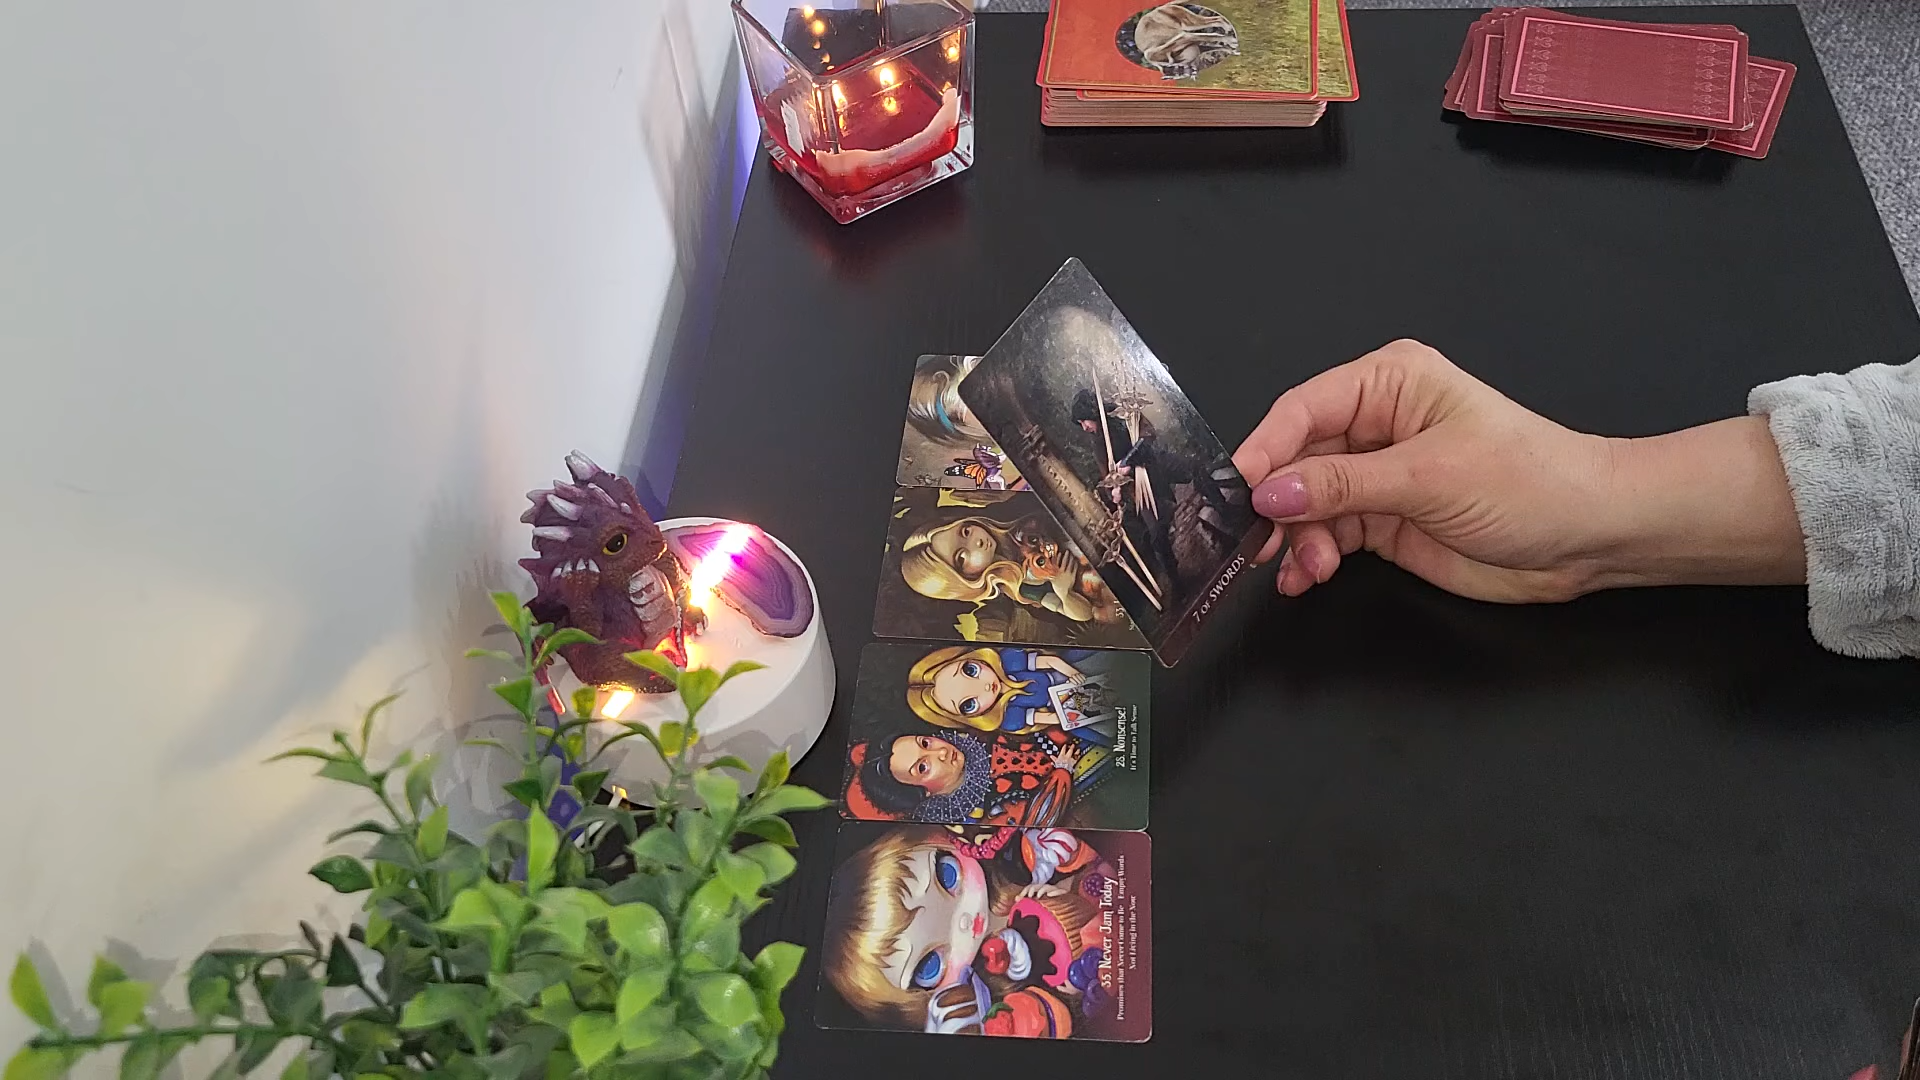 7 OF SWORDS
28. Nonsense!
It's Time to Talk Sense
35. Never Jam Today
Promises that Never Come to Be Empty Words
Not Living in the Now